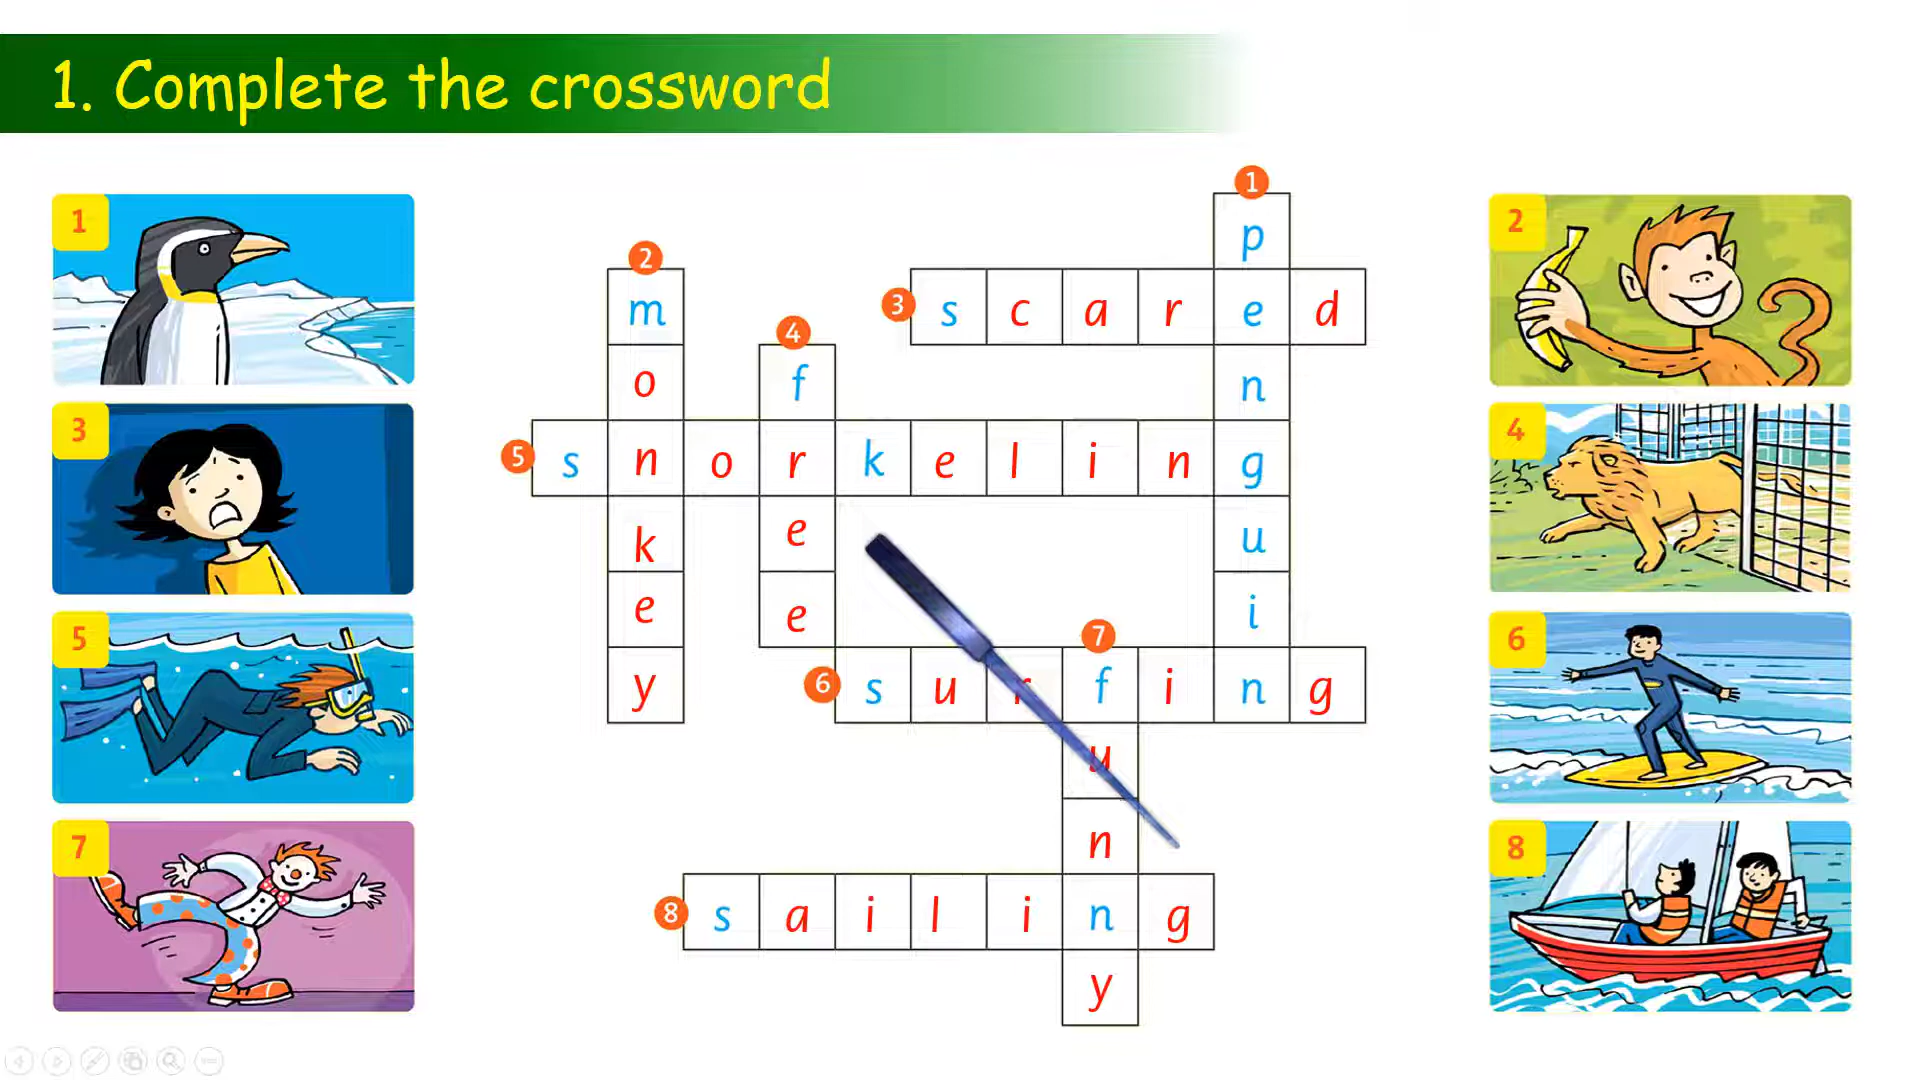 1. Complete the crossword
1
2
3
4
5
6
7
8
1
p e n g u i n
2
m o n k e y
3 s c a r e d
4
f r e e
5 s n o r k e l i n g
6 s u r f i n g
7
f u n n y
8 s a i l i n g